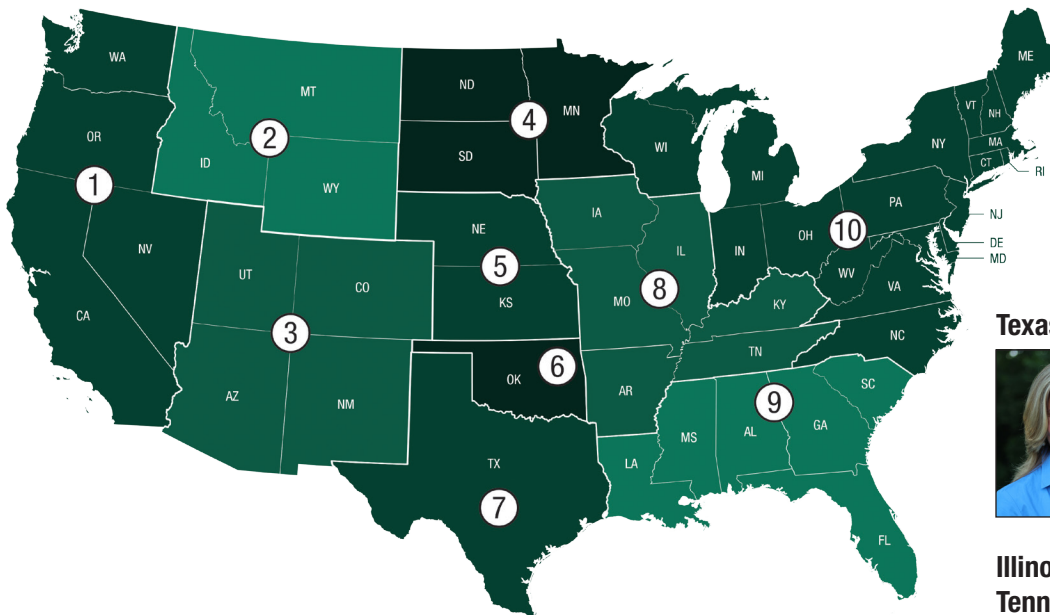 WA
OR
1
CA
NV
MT
2
ID
WY
UT
CO
3
AZ
NM
ND
4
MN
SD
NE
5
KS
6
OK
TX
7
WI
MI
IA
IL
8
MO
IN
OH
10
KY
TN
AR
WV
VA
NC
PA
NY
VT
NH
ME
MA
CT
RI
NJ
DE
MD
SC
9
MS
AL
GA
LA
FL
Texas
Illino
Tenn